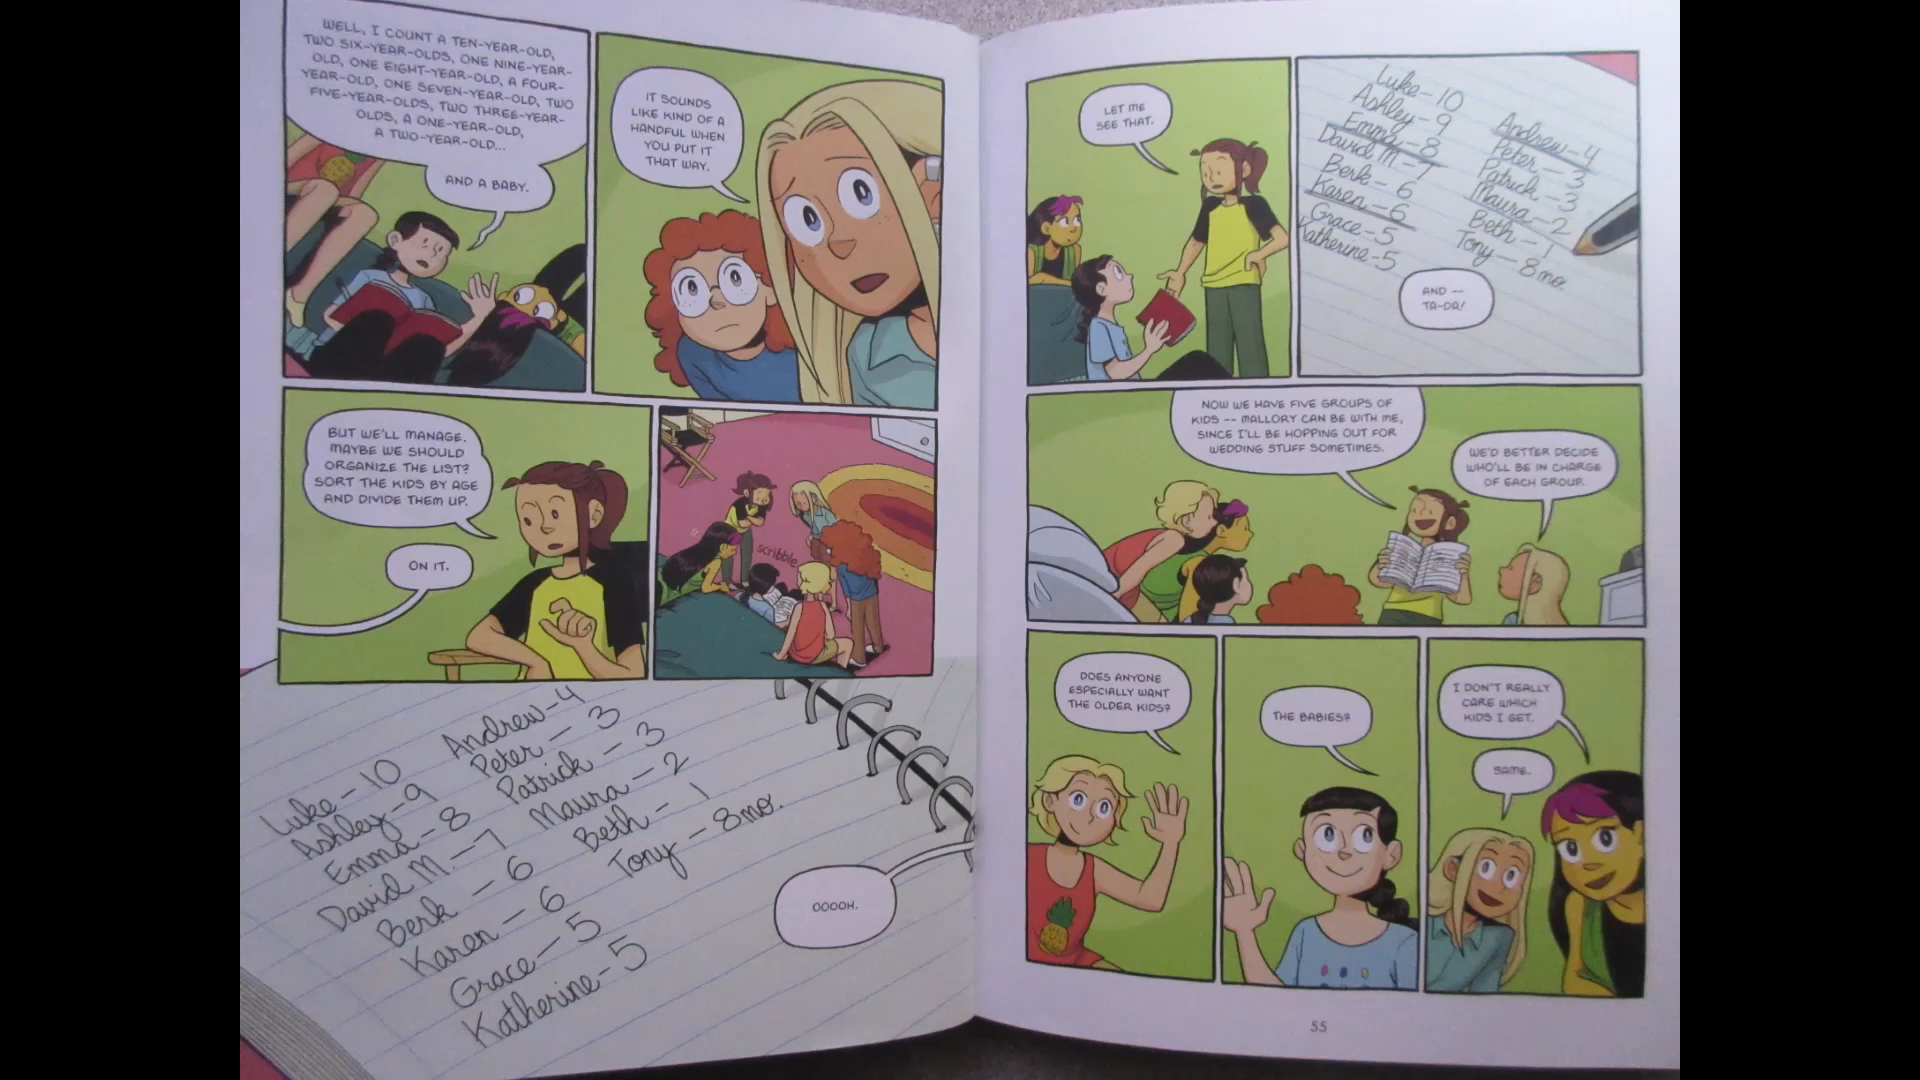 WELL, I COUNT A TEN-YEAR-OLD,
TWO SIX-YEAR-OLDS, ONE NINE-YEAR-
OLD, ONE EIGHT-YEAR-OLD, A FOUR-
YEAR-OLD, ONE SEVEN-YEAR-OLD, TWO
FIVE-YEAR-OLDS, TWO THREE-YEAR-
OLDS, A ONE-YEAR-OLD,
A TWO-YEAR-OLD...
AND A BABY.
IT SOUNDS
LIKE KIND OF A
HANDFUL WHEN
YOU PUT IT
THAT WAY.
BUT WE'LL MANAGE.
MAYBE WE SHOULD
ORGANIZE THE LIST?
SORT THE KIDS BY AGE
AND DIVIDE THEM UP.
ON IT.
scribble
Luke - 10
Ashley - 9
Emma - 8
David M. - 7
Berk - 6
Karen - 6
Grace - 5
Katherine - 5
Andrew - 4
Peter - 3
Patrick - 3
Maura - 2
Beth - 1
Tony - 8 mo.
OOOOH.
LET ME
SEE THAT.
Luke - 10
Ashley - 9
Emma - 8
David M - 7
Berk - 6
Karen - 6
Grace - 5
Katherine - 5
Andrew - 4
Peter - 3
Patrick - 3
Maura - 2
Beth - 1
Tony - 8 mo.
AND --
TA-DA!
NOW WE HAVE FIVE GROUPS OF
KIDS -- MALLORY CAN BE WITH ME,
SINCE I'LL BE HOPPING OUT FOR
WEDDING STUFF SOMETIMES.
WE'D BETTER DECIDE
WHO'LL BE IN CHARGE
OF EACH GROUP.
DOES ANYONE
ESPECIALLY WANT
THE OLDER KIDS?
THE BABIES?
I DON'T REALLY
CARE WHICH
KIDS I GET.
SAME.
55